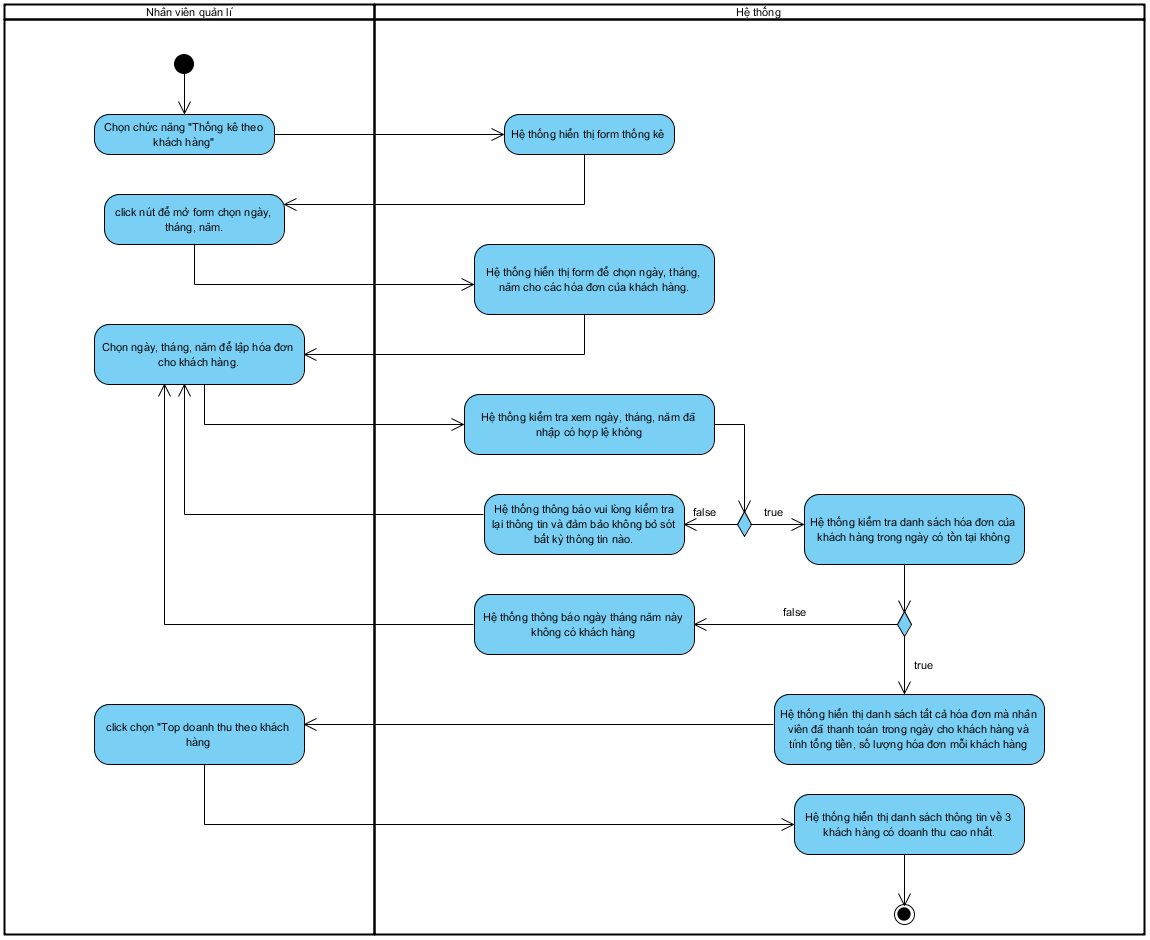 Nhân viên quản lí
Hệ thống
Chọn chức năng "Thống kê theo
khách hàng"
Hệ thống hiển thị form thống kê
click nút để mở form chọn ngày,
tháng, năm.
Hệ thống hiển thị form để chọn ngày, tháng,
năm cho các hóa đơn của khách hàng.
Chọn ngày, tháng, năm để lập hóa đơn
cho khách hàng.
Hệ thống kiểm tra xem ngày, tháng, năm đã
nhập có hợp lệ không
Hệ thống thông báo vui lòng kiểm tra
lại thông tin và đảm bảo không bỏ sót
bất kỳ thông tin nào.
false
true
Hệ thống kiểm tra danh sách hóa đơn của
khách hàng trong ngày có tồn tại không
Hệ thống thông báo ngày tháng năm này
không có khách hàng
false
true
click chọn "Top doanh thu theo khách
hàng
Hệ thống hiển thị danh sách tất cả hóa đơn mà nhân
viên đã thanh toán trong ngày cho khách hàng và
tính tổng tiền, số lượng hóa đơn mỗi khách hàng
Hệ thống hiển thị danh sách thông tin về 3
khách hàng có doanh thu cao nhất.